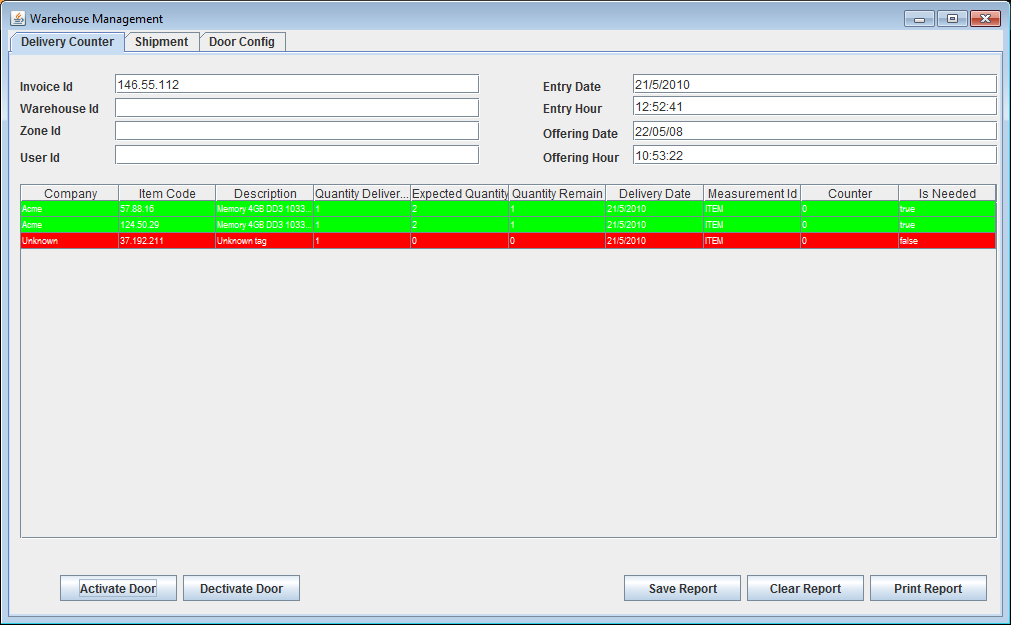 Warehouse Management
Delivery Counter Shipment Door Config
Invoice Id 146.55.112 Entry Date 21/5/2010
Warehouse Id Entry Hour 12:52:41
Zone Id Offering Date 22/05/08
User Id Offering Hour 10:53:22
Company Item Code Description Quantity Deliver... Expected Quantity Quantity Remain Delivery Date Measurement Id Counter Is Needed
Acme 57.88.16 Memory 4GB DD3 1033... 1 2 1 21/5/2010 ITEM 0 true
Acme 124.50.29 Memory 4GB DD3 1033... 1 2 1 21/5/2010 ITEM 0 true
Unknown 37.192.211 Unknown tag 1 0 0 21/5/2010 ITEM 0 false
Activate Door Dectivate Door Save Report Clear Report Print Report